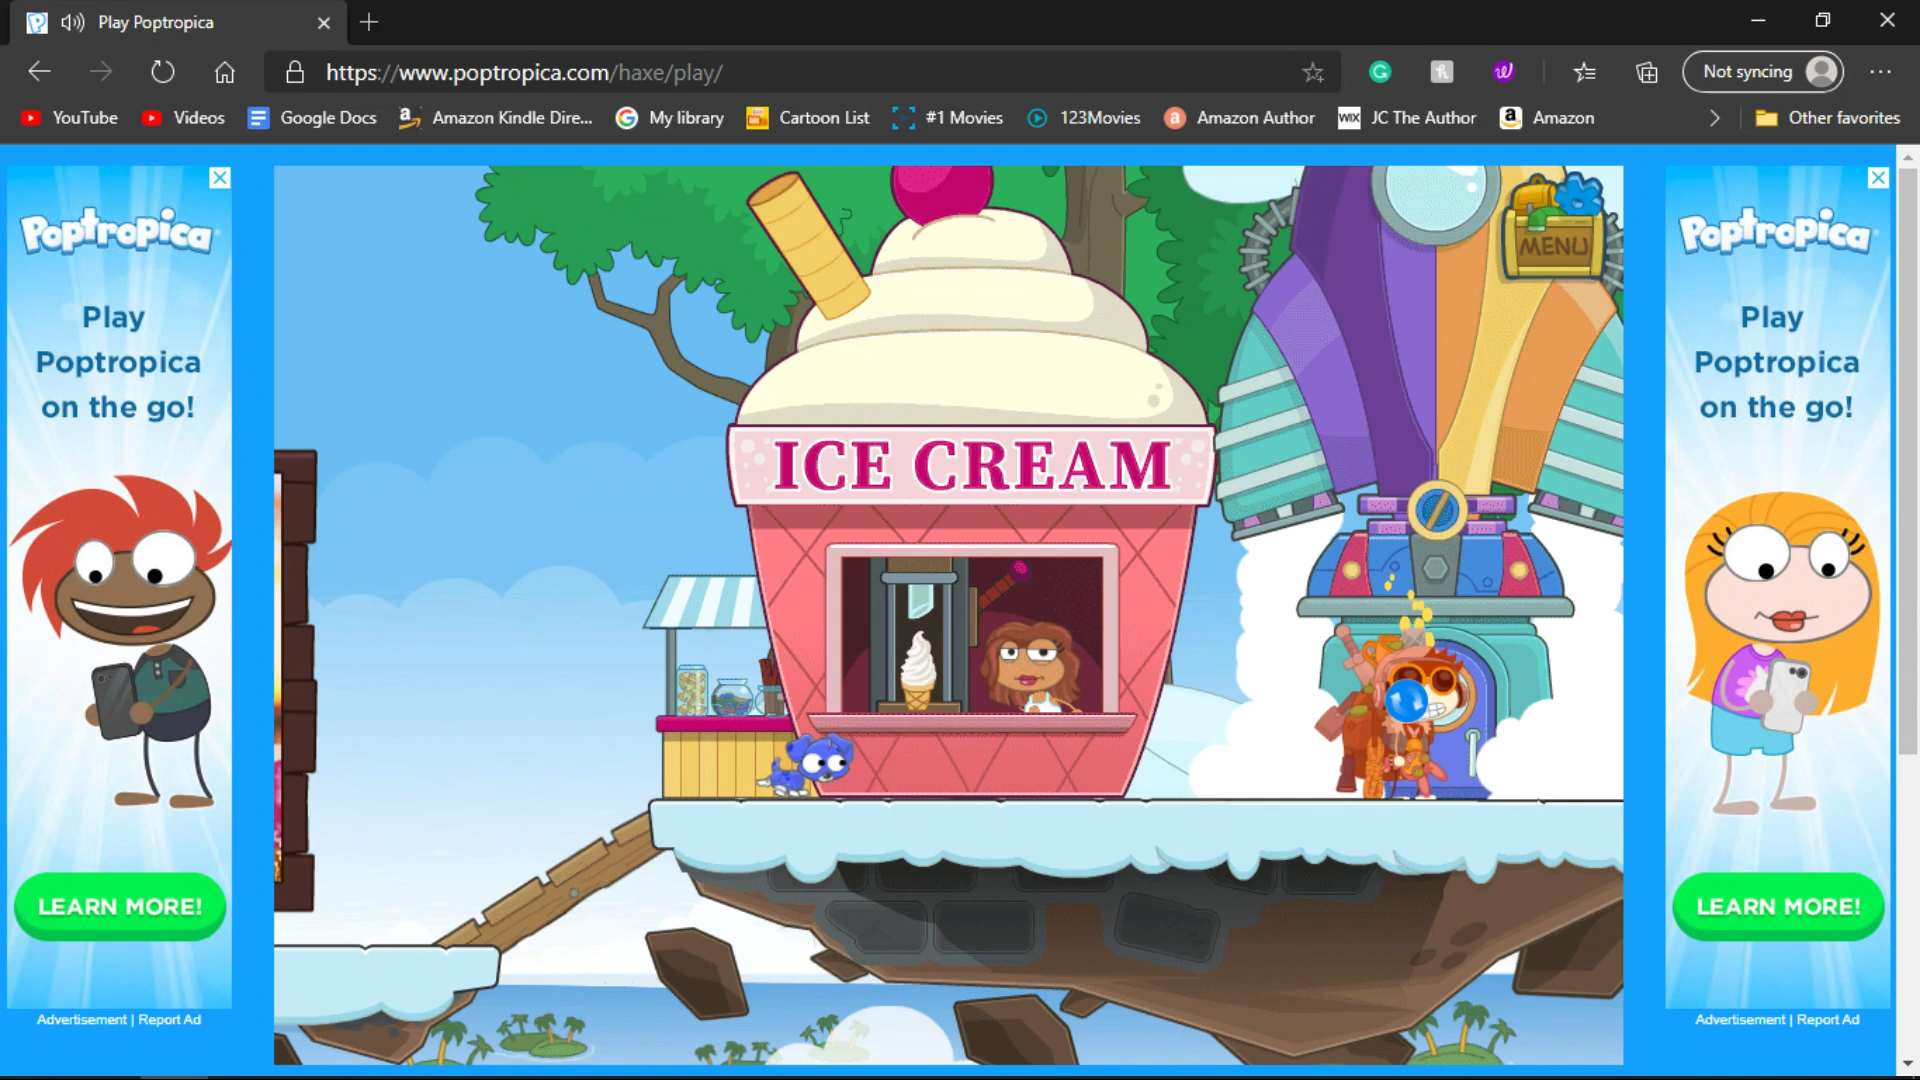 Play Poptropica
https://www.poptropica.com/haxe/play/
Not syncing
YouTube
Videos
Google Docs
Amazon Kindle Dire...
My library
Cartoon List
#1 Movies
123Movies
Amazon Author
WIX
JC The Author
Amazon
Other favorites
Poptropica
Play
Poptropica
on the go!
LEARN MORE!
Advertisement | Report Ad
MENU
ICE CREAM
Poptropica
Play
Poptropica
on the go!
LEARN MORE!
Advertisement | Report Ad